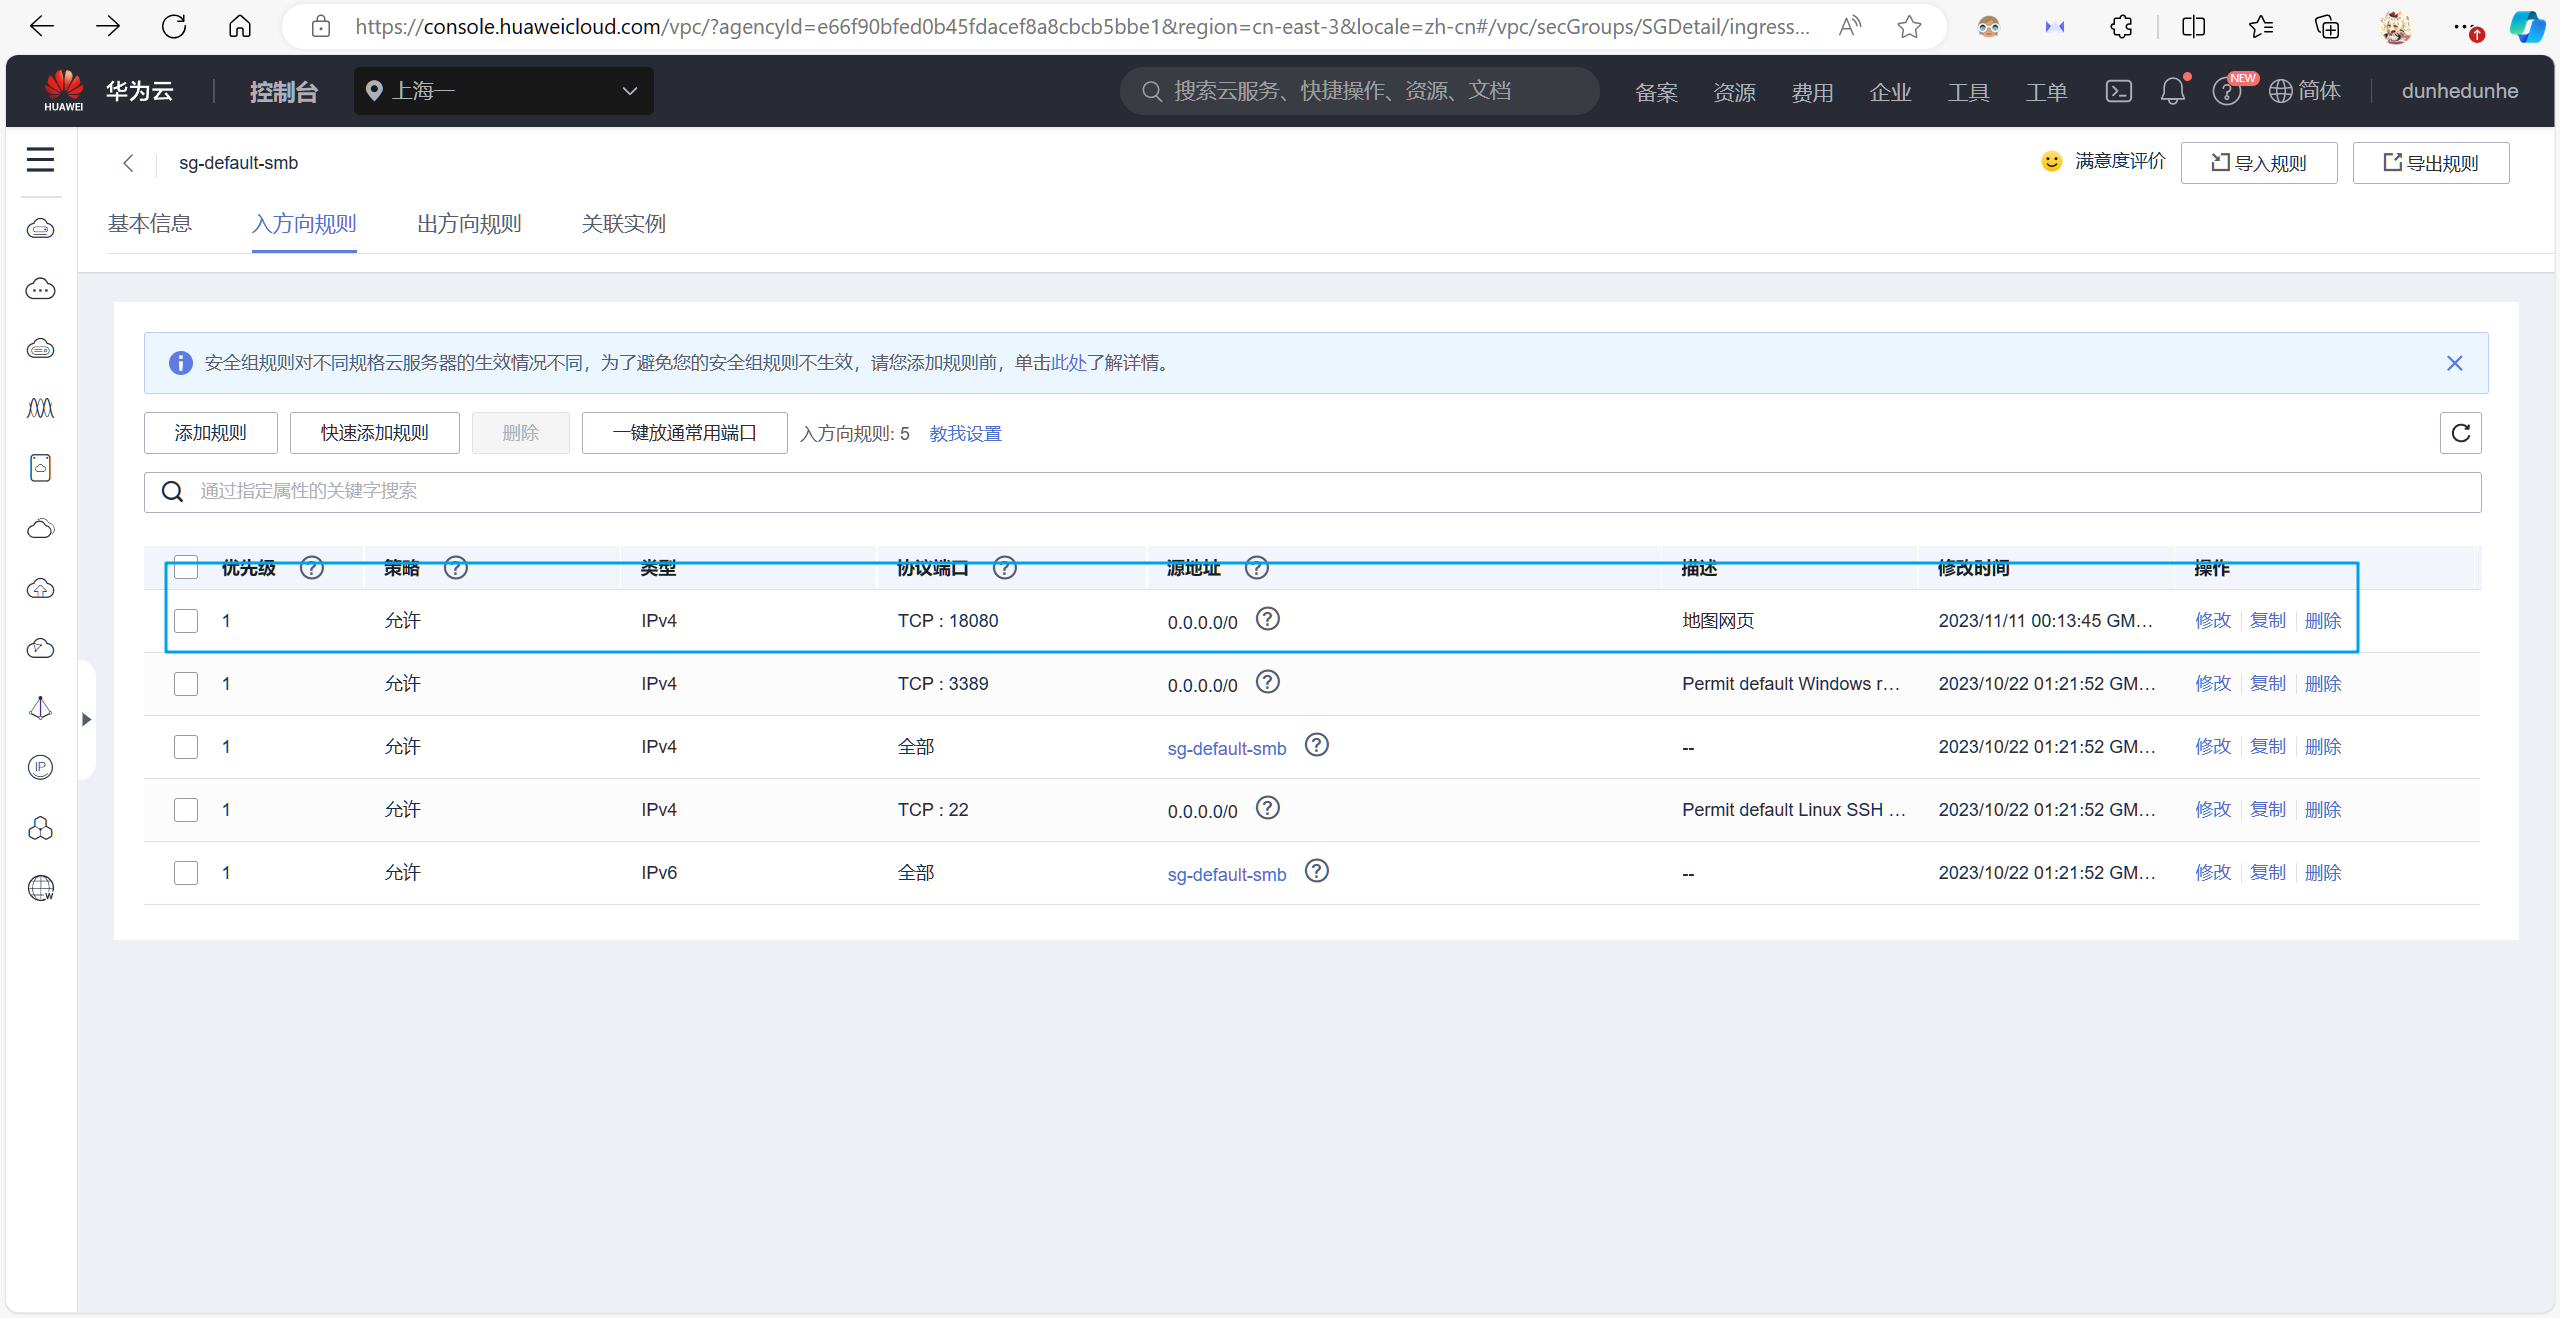 https://console.huaweicloud.com/vpc/?agencyId=e66f90bfed0b45fdacef8a8cbcb5bbe1&region=cn-east-3&locale=zh-cn#/vpc/secGroups/SGDetail/ingress...
HUAWEI 华为云 控制台 上海一 搜索云服务、快捷操作、资源、文档 备案 资源 费用 企业 工具 工单 NEW 简体 dunhedunhe
sg-default-smb 满意度评价 导入规则 导出规则
基本信息 入方向规则 出方向规则 关联实例
安全组规则对不同规格云服务器的生效情况不同，为了避免您的安全组规则不生效，请您添加规则前，单击此处了解详情。
添加规则 快速添加规则 删除 一键放通常用端口 入方向规则: 5 教我设置
通过指定属性的关键字搜索
优先级 策略 类型 协议端口 源地址 描述 修改时间 操作
1 允许 IPv4 TCP : 18080 0.0.0.0/0 地图网页 2023/11/11 00:13:45 GM... 修改 复制 删除
1 允许 IPv4 TCP : 3389 0.0.0.0/0 Permit default Windows r... 2023/10/22 01:21:52 GM... 修改 复制 删除
1 允许 IPv4 全部 sg-default-smb -- 2023/10/22 01:21:52 GM... 修改 复制 删除
1 允许 IPv4 TCP : 22 0.0.0.0/0 Permit default Linux SSH ... 2023/10/22 01:21:52 GM... 修改 复制 删除
1 允许 IPv6 全部 sg-default-smb -- 2023/10/22 01:21:52 GM... 修改 复制 删除
IP
W